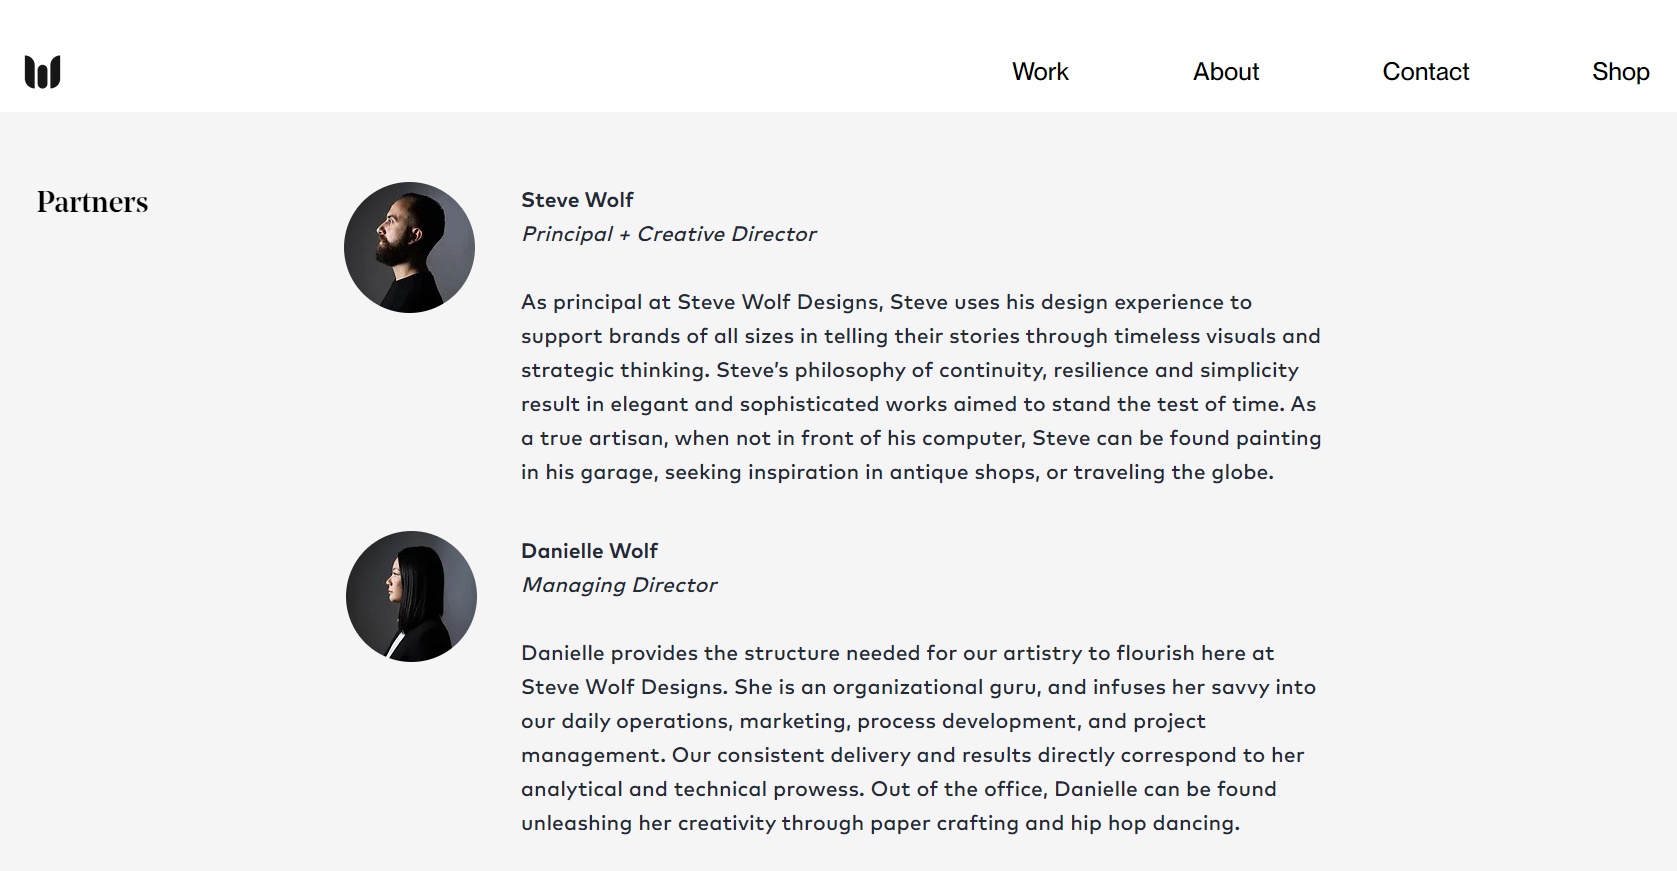 Work
About
Contact
Shop
Partners
Steve Wolf
Principal + Creative Director
As principal at Steve Wolf Designs, Steve uses his design experience to
support brands of all sizes in telling their stories through timeless visuals and
strategic thinking. Steve’s philosophy of continuity, resilience and simplicity
result in elegant and sophisticated works aimed to stand the test of time. As
a true artisan, when not in front of his computer, Steve can be found painting
in his garage, seeking inspiration in antique shops, or traveling the globe.
Danielle Wolf
Managing Director
Danielle provides the structure needed for our artistry to flourish here at
Steve Wolf Designs. She is an organizational guru, and infuses her savvy into
our daily operations, marketing, process development, and project
management. Our consistent delivery and results directly correspond to her
analytical and technical prowess. Out of the office, Danielle can be found
unleashing her creativity through paper crafting and hip hop dancing.